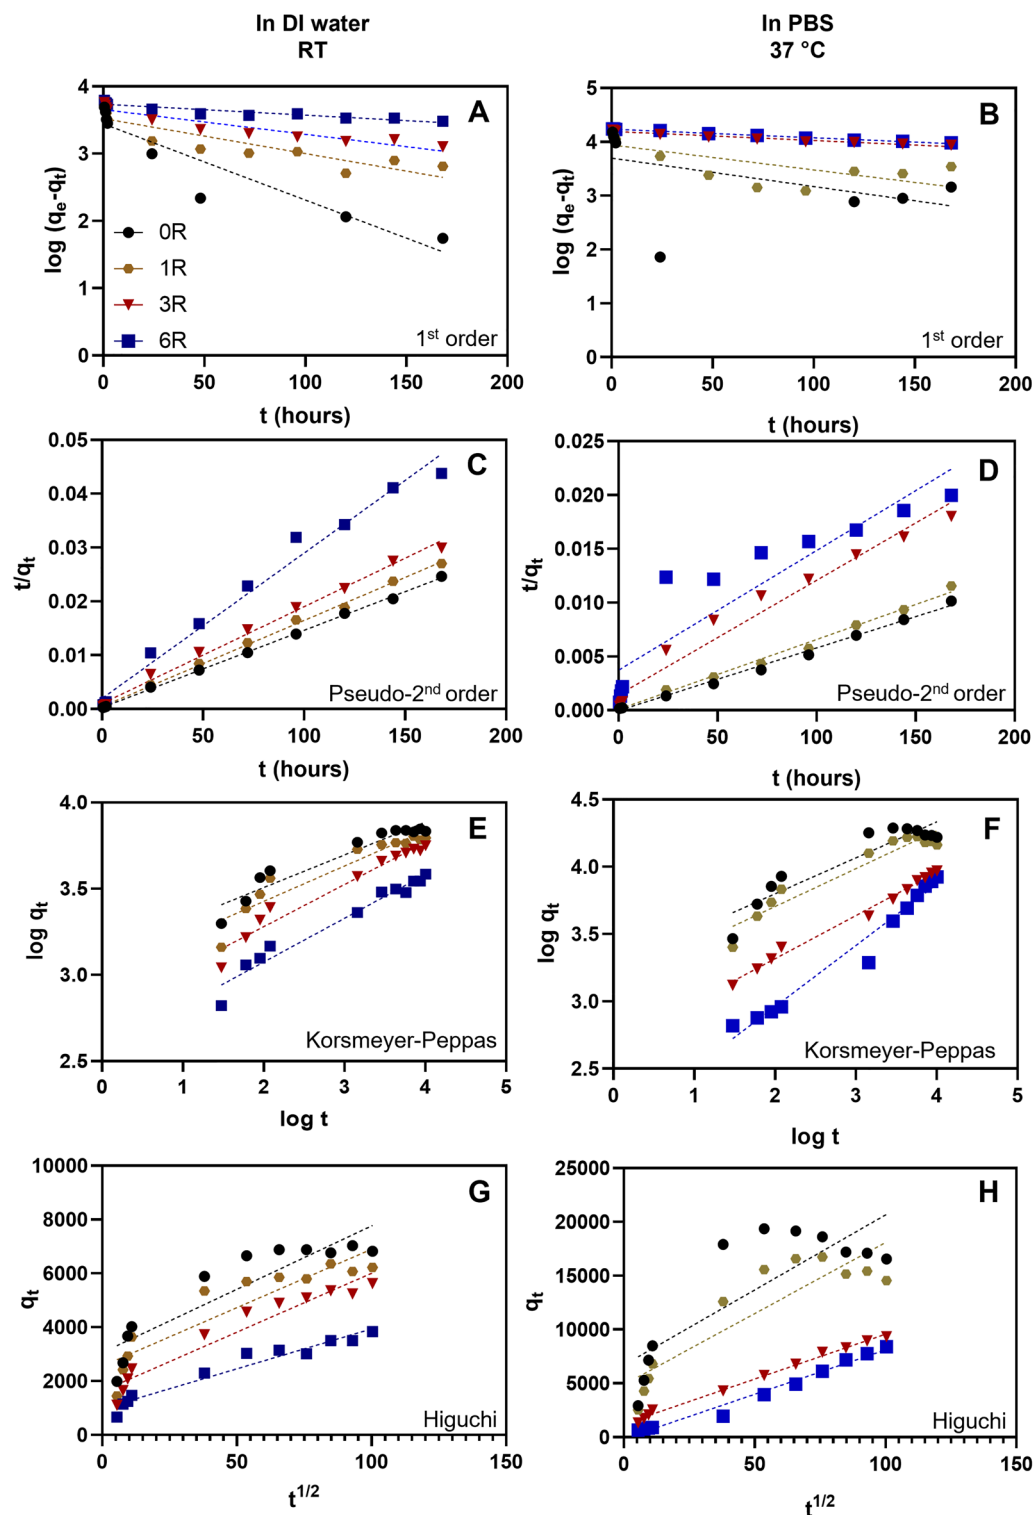 In DI water
RT
In PBS
37 °C
4
3
2
1
0
log (qe-qt)
A
0R
1R
3R
6R
1st order
0 50 100 150 200
t (hours)
5
4
3
2
1
0
log (qe-qt)
B
1st order
0 50 100 150 200
t (hours)
0.05
0.04
0.03
0.02
0.01
0.00
t/qt
C
Pseudo-2nd order
0 50 100 150 200
t (hours)
0.025
0.020
0.015
0.010
0.005
0.000
t/qt
D
Pseudo-2nd order
0 50 100 150 200
t (hours)
4.0
3.5
3.0
2.5
log qt
E
Korsmeyer-Peppas
0 1 2 3 4 5
log t
4.5
4.0
3.5
3.0
2.5
log qt
F
Korsmeyer-Peppas
0 1 2 3 4 5
log t
10000
8000
6000
4000
2000
0
qt
G
Higuchi
0 50 100 150
t1/2
25000
20000
15000
10000
5000
0
qt
H
Higuchi
0 50 100 150
t1/2